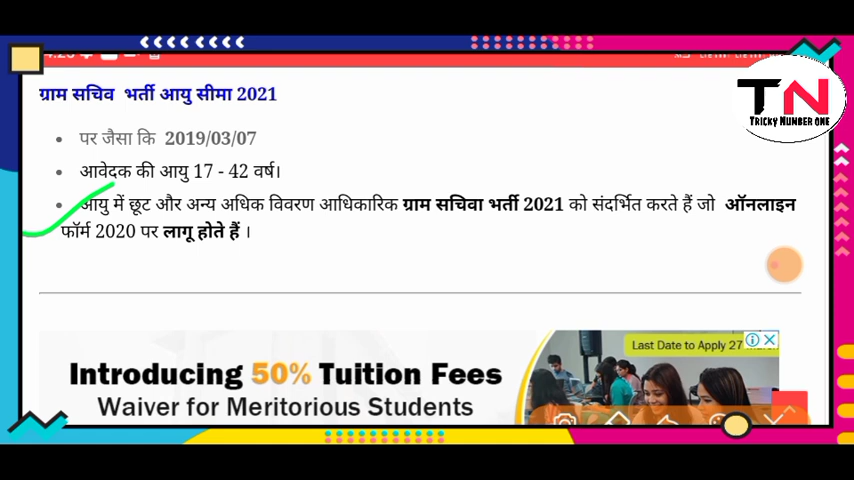 TN
TRICKY NUMBER ONE
ग्राम सचिव भर्ती आयु सीमा 2021
पर जैसा कि 2019/03/07
आवेदक की आयु 17 - 42 वर्ष।
आयु में छूट और अन्य अधिक विवरण आधिकारिक ग्राम सचिवा भर्ती 2021 को संदर्भित करते हैं जो ऑनलाइन
फॉर्म 2020 पर लागू होते हैं ।
Last Date to Apply 27
Introducing 50% Tuition Fees
Waiver for Meritorious Students